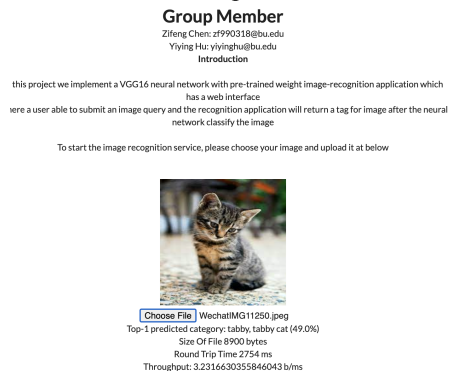 Group Member
Zifeng Chen: zf990318@bu.edu
Yiying Hu: yiyinghu@bu.edu
Introduction
this project we implement a VGG16 neural network with pre-trained weight image-recognition application which
has a web interface
here a user able to submit an image query and the recognition application will return a tag for image after the neural
network classify the image
To start the image recognition service, please choose your image and upload it at below
Choose File WechatIMG11250.jpeg
Top-1 predicted category: tabby, tabby cat (49.0%)
Size Of File 8900 bytes
Round Trip Time 2754 ms
Throughput: 3.2316630355846043 b/ms